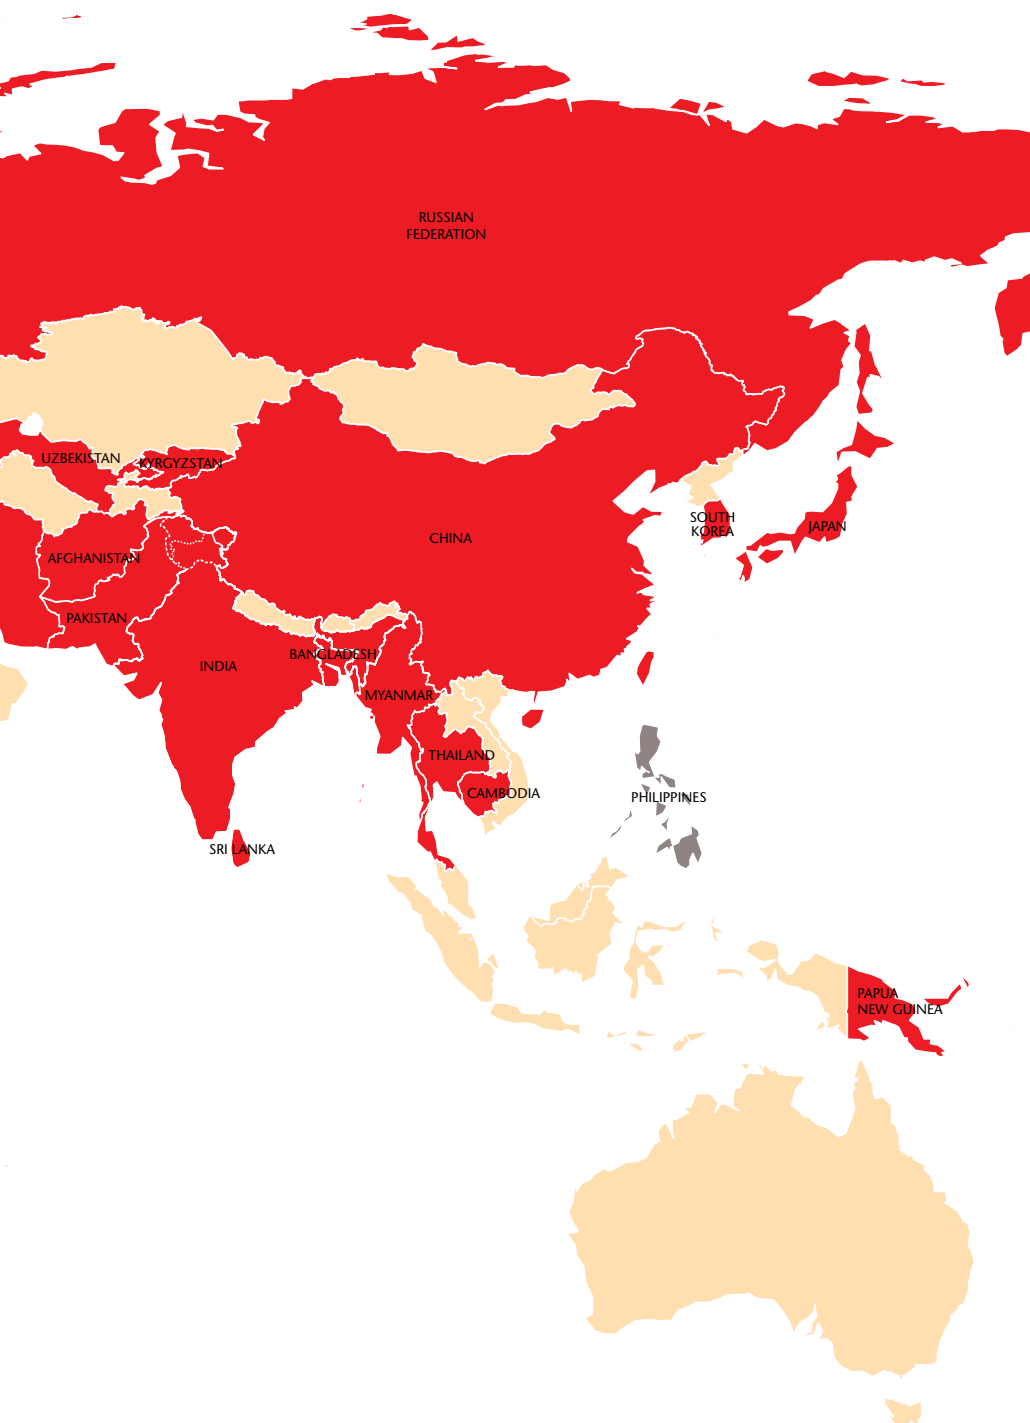 RUSSIAN
FEDERATION
UZBEKISTAN
KYRGYZSTAN
SOUTH
KOREA
JAPAN
CHINA
AFGHANISTAN
PAKISTAN
BANGLADESH
INDIA
MYANMAR
THAILAND
CAMBODIA
PHILIPPINES
SRI LANKA
PAPUA
NEW GUINEA